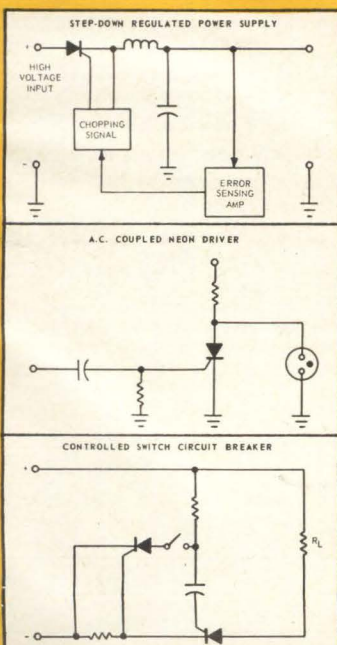 STEP-DOWN REGULATED POWER SUPPLY
+
HIGH
VOLTAGE
INPUT
CHOPPING
SIGNAL
ERROR
SENSING
AMP
-
A.C. COUPLED NEON DRIVER
CONTROLLED SWITCH CIRCUIT BREAKER
+
RL
-